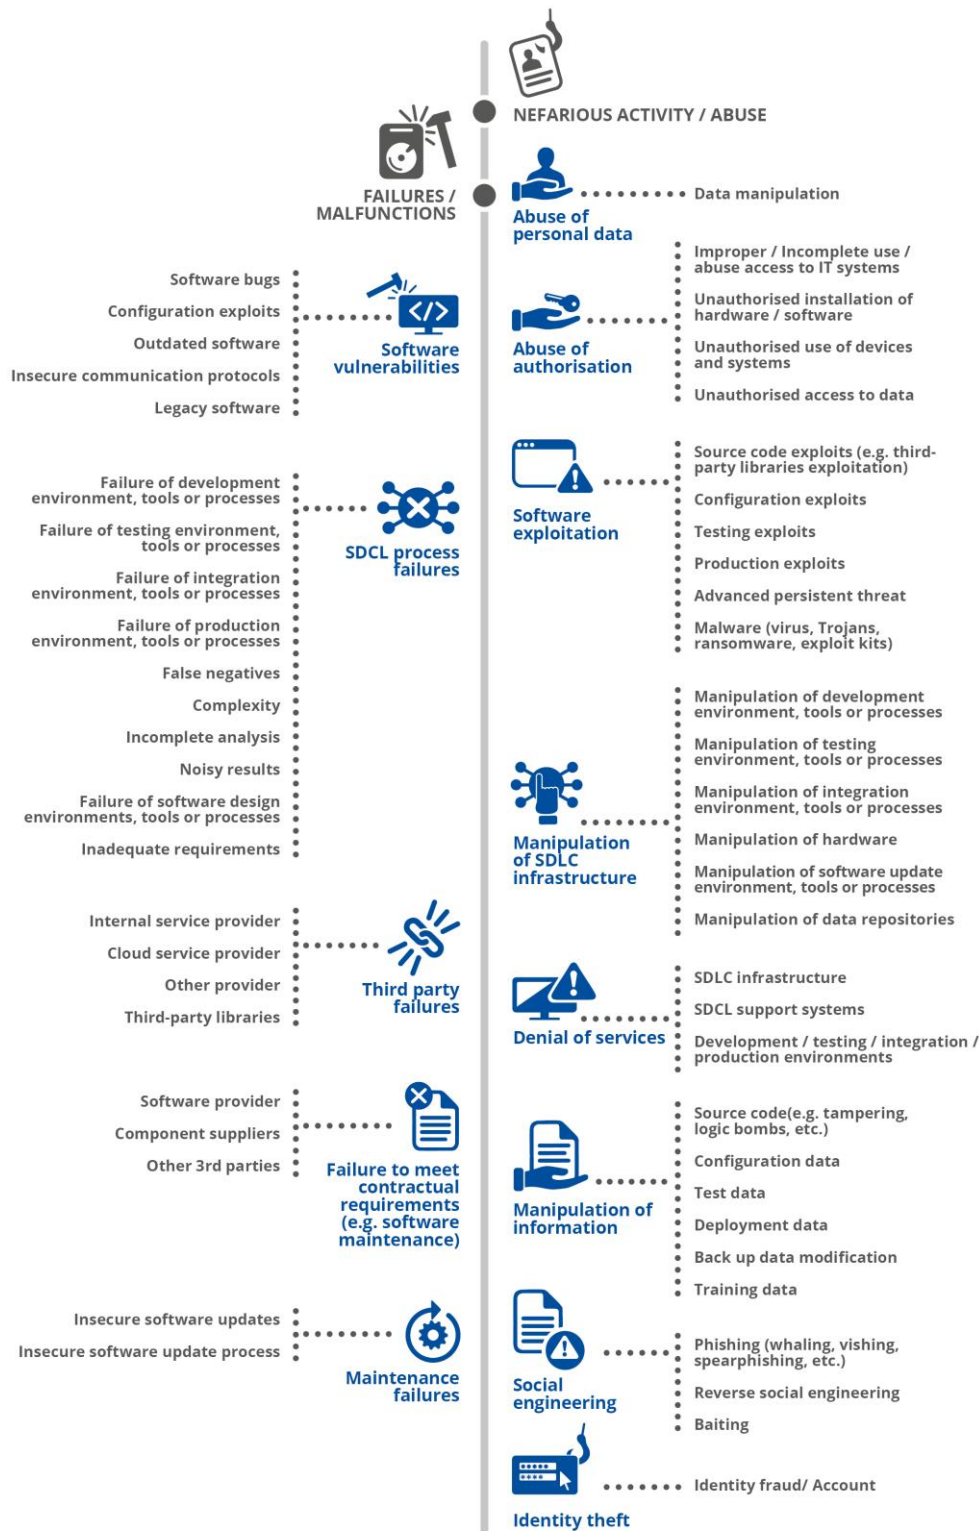 NEFARIOUS ACTIVITY / ABUSE
Abuse of
personal data
Data manipulation
Abuse of
authorisation
Improper / Incomplete use /
abuse access to IT systems
Unauthorised installation of
hardware / software
Unauthorised use of devices
and systems
Unauthorised access to data
Software
exploitation
Source code exploits (e.g. third-
party libraries exploitation)
Configuration exploits
Testing exploits
Production exploits
Advanced persistent threat
Malware (virus, Trojans,
ransomware, exploit kits)
Manipulation
of SDLC
infrastructure
Manipulation of development
environment, tools or processes
Manipulation of testing
environment, tools or processes
Manipulation of integration
environment, tools or processes
Manipulation of hardware
Manipulation of software update
environment, tools or processes
Manipulation of data repositories
Denial of services
SDLC infrastructure
SDCL support systems
Development / testing / integration /
production environments
Manipulation of
information
Source code(e.g. tampering,
logic bombs, etc.)
Configuration data
Test data
Deployment data
Back up data modification
Training data
Social
engineering
Phishing (whaling, vishing,
spearphishing, etc.)
Reverse social engineering
Baiting
Identity theft
Identity fraud/ Account
FAILURES /
MALFUNCTIONS
Software
vulnerabilities
Software bugs
Configuration exploits
Outdated software
Insecure communication protocols
Legacy software
SDCL process
failures
Failure of development
environment, tools or processes
Failure of testing environment,
tools or processes
Failure of integration
environment, tools or processes
Failure of production
environment, tools or processes
False negatives
Complexity
Incomplete analysis
Noisy results
Failure of software design
environments, tools or processes
Inadequate requirements
Third party
failures
Internal service provider
Cloud service provider
Other provider
Third-party libraries
Failure to meet
contractual
requirements
(e.g. software
maintenance)
Software provider
Component suppliers
Other 3rd parties
Maintenance
failures
Insecure software updates
Insecure software update process